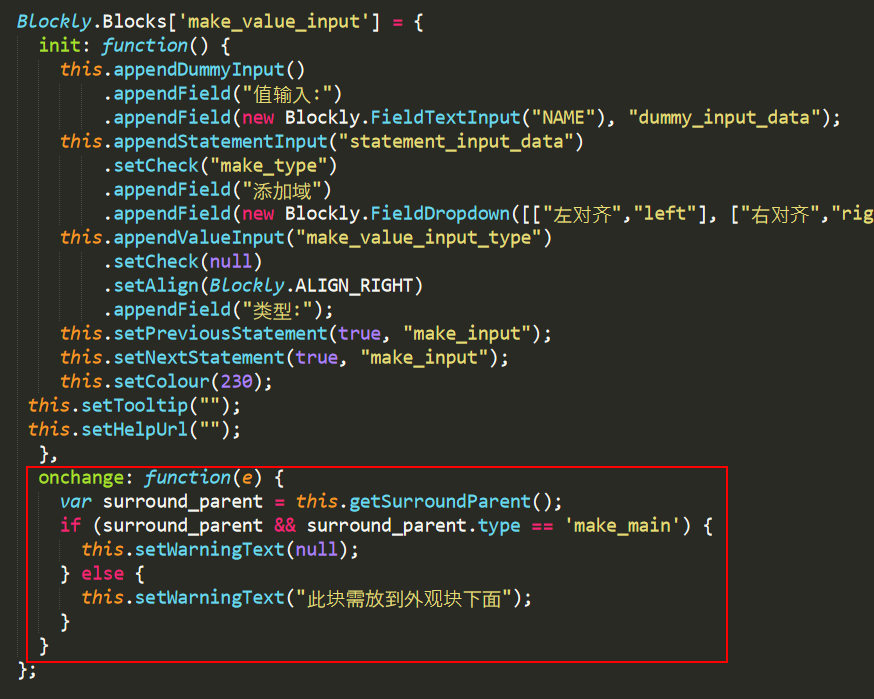 Blockly.Blocks['make_value_input'] = {
init: function() {
this.appendDummyInput()
.appendField("值输入:")
.appendField(new Blockly.FieldTextInput("NAME"), "dummy_input_data");
this.appendStatementInput("statement_input_data")
.setCheck("make_type")
.appendField("添加域")
.appendField(new Blockly.FieldDropdown([["左对齐","left"], ["右对齐","rig
this.appendValueInput("make_value_input_type")
.setCheck(null)
.setAlign(Blockly.ALIGN_RIGHT)
.appendField("类型:");
this.setPreviousStatement(true, "make_input");
this.setNextStatement(true, "make_input");
this.setColour(230);
this.setTooltip("");
this.setHelpUrl("");
},
onchange: function(e) {
var surround_parent = this.getSurroundParent();
if (surround_parent && surround_parent.type == 'make_main') {
this.setWarningText(null);
} else {
this.setWarningText("此块需放到外观块下面");
}
}
};